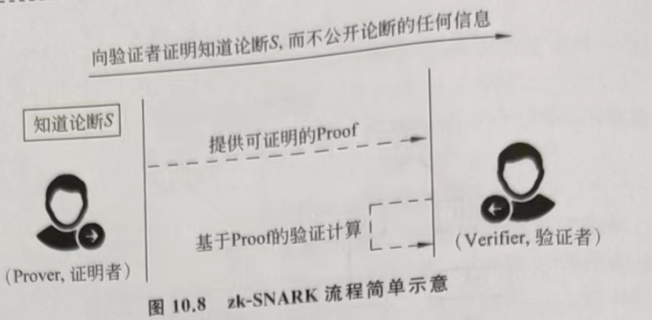 向验证者证明知道论断S, 而不公开论断的任何信息
知道论断S
提供可证明的Proof
基于Proof的验证计算
(Prover, 证明者)
(Verifier, 验证者)
图 10.8 zk-SNARK 流程简单示意